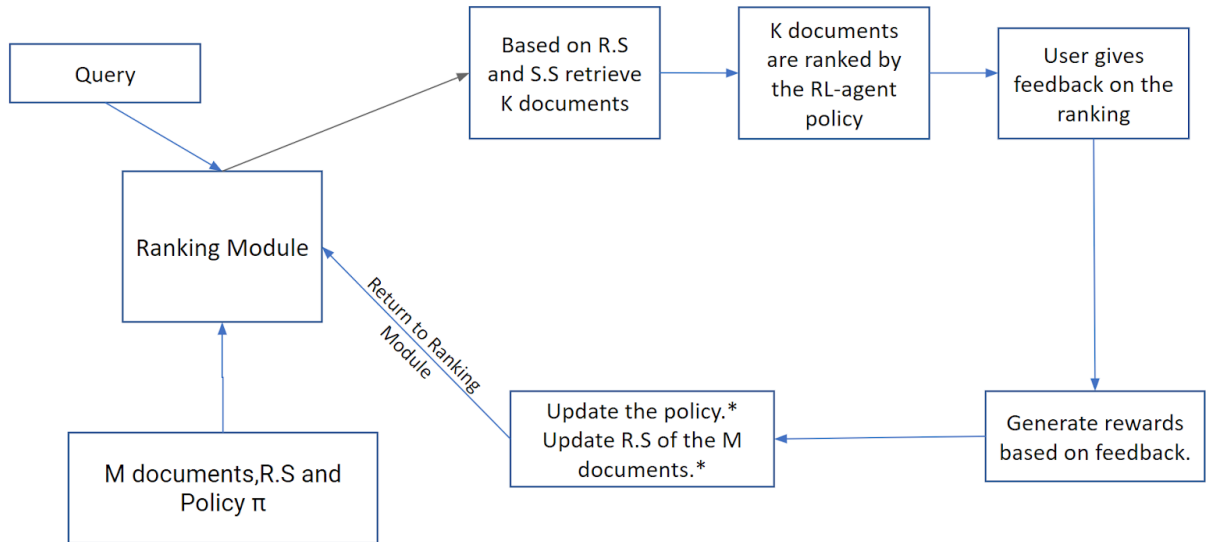 Query
Based on R.S
and S.S retrieve
K documents
K documents
are ranked by
the RL-agent
policy
User gives
feedback on the
ranking
Ranking Module
Return to Ranking
Module
Update the policy.*
Update R.S of the M
documents.*
Generate rewards
based on feedback.
M documents,R.S and
Policy π